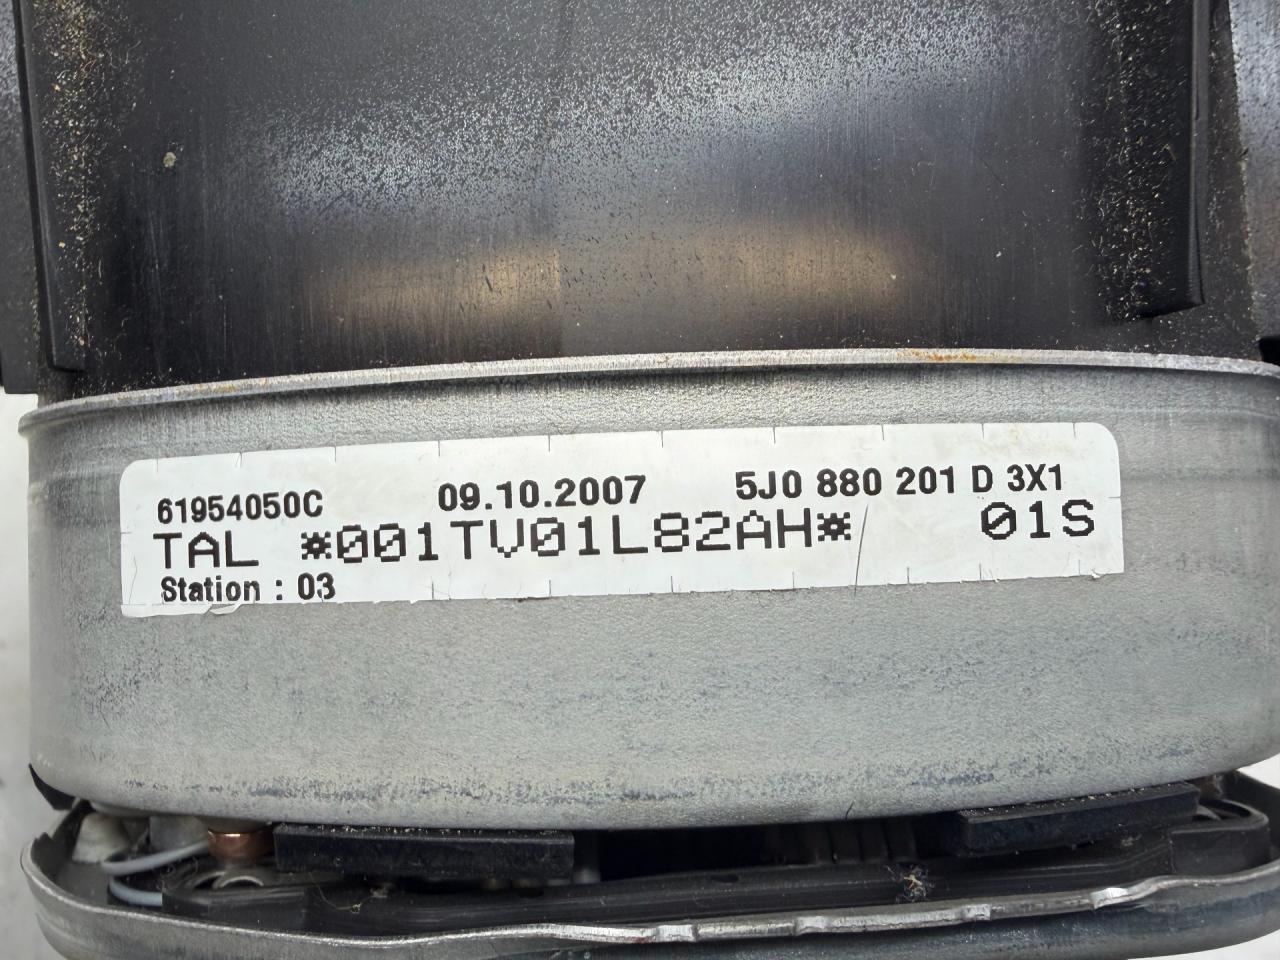 61954050C 09.10.2007 5J0 880 201 D 3X1
TAL *001TV01L82AH* 01S
Station : 03